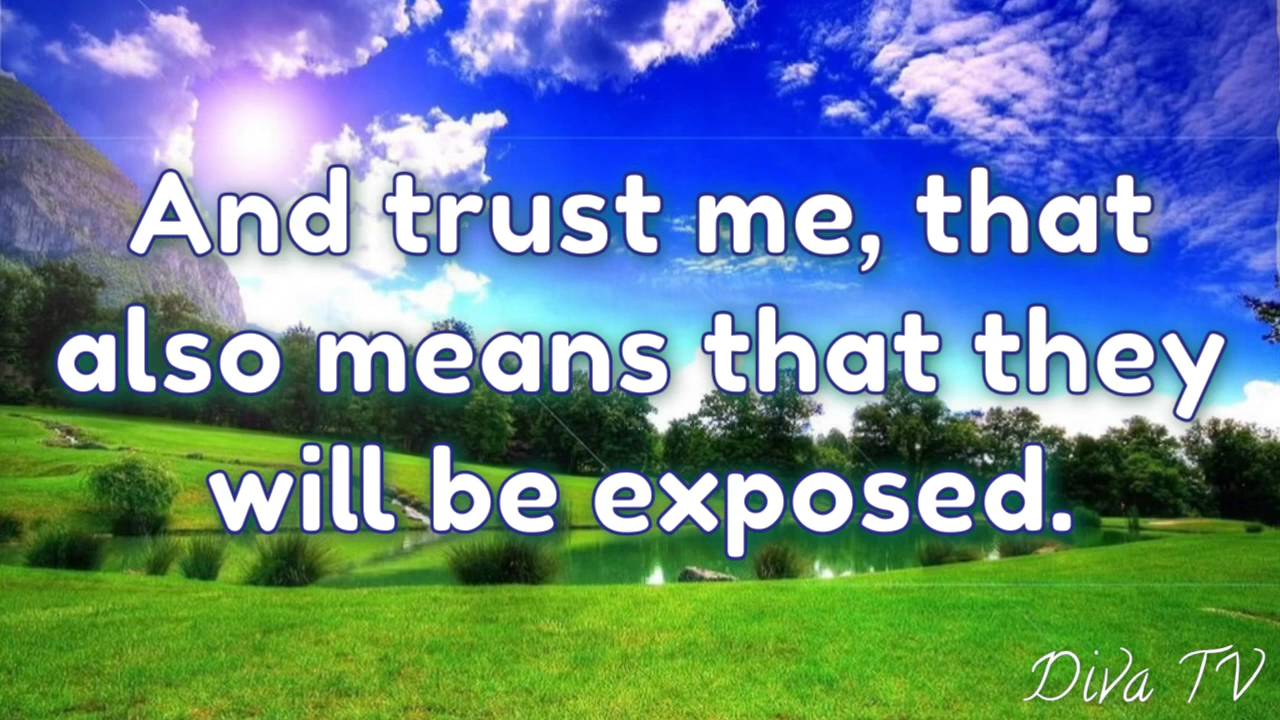 And trust me, that
also means that they
will be exposed.
Diva TV